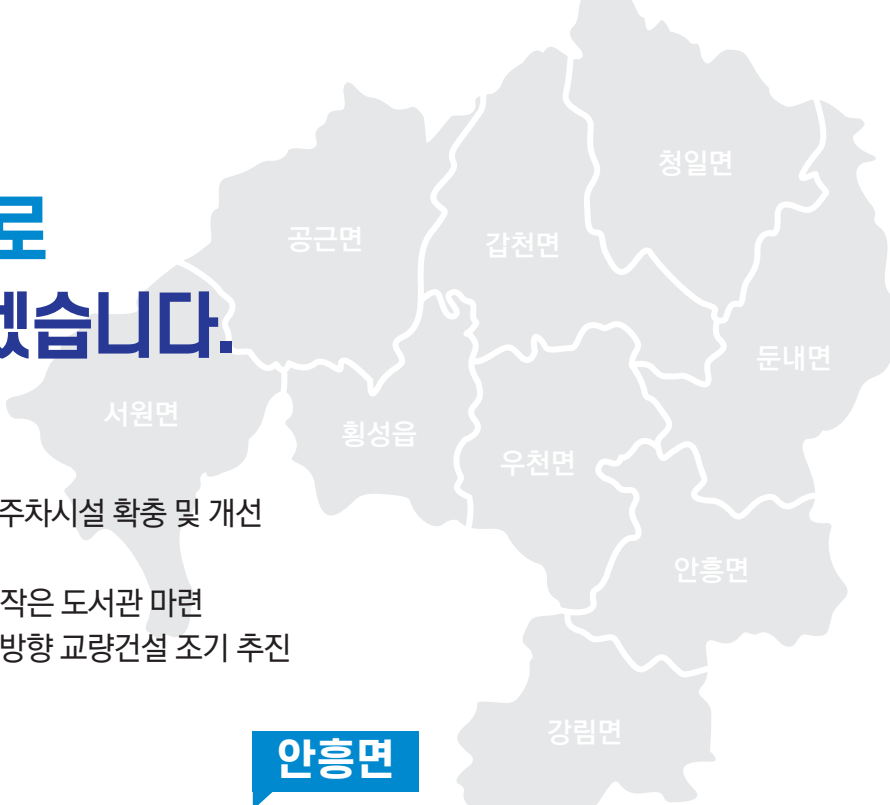 로
겠습니다.
주차시설 확충 및 개선
작은 도서관 마련
방향 교량건설 조기 추진
안흥면
청일면
공근면
갑천면
둔내면
서원면
횡성읍
우천면
안흥면
강림면